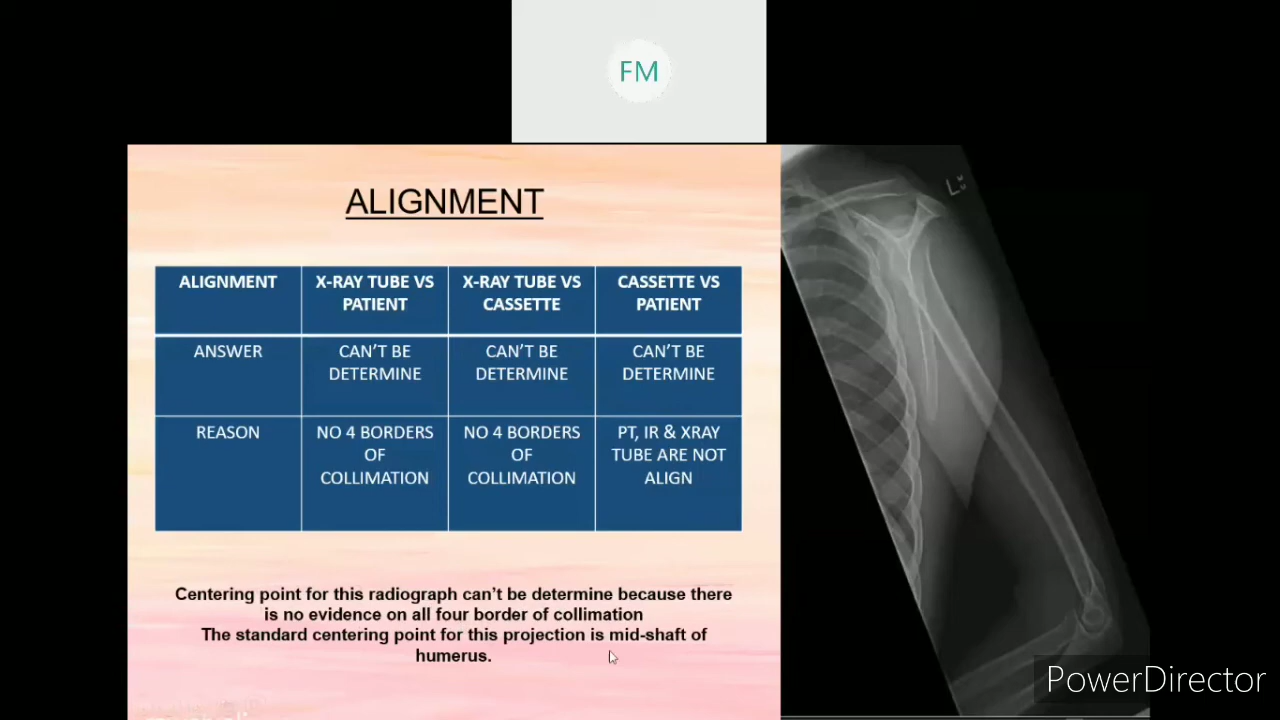 FM
ALIGNMENT
ALIGNMENT
X-RAY TUBE VS
PATIENT
X-RAY TUBE VS
CASSETTE
CASSETTE VS
PATIENT
ANSWER
CAN'T BE
DETERMINE
CAN'T BE
DETERMINE
CAN'T BE
DETERMINE
REASON
NO 4 BORDERS
OF
COLLIMATION
NO 4 BORDERS
OF
COLLIMATION
PT, IR & XRAY
TUBE ARE NOT
ALIGN
Centering point for this radiograph can't be determine because there
is no evidence on all four border of collimation
The standard centering point for this projection is mid-shaft of
humerus.
L
PowerDirector